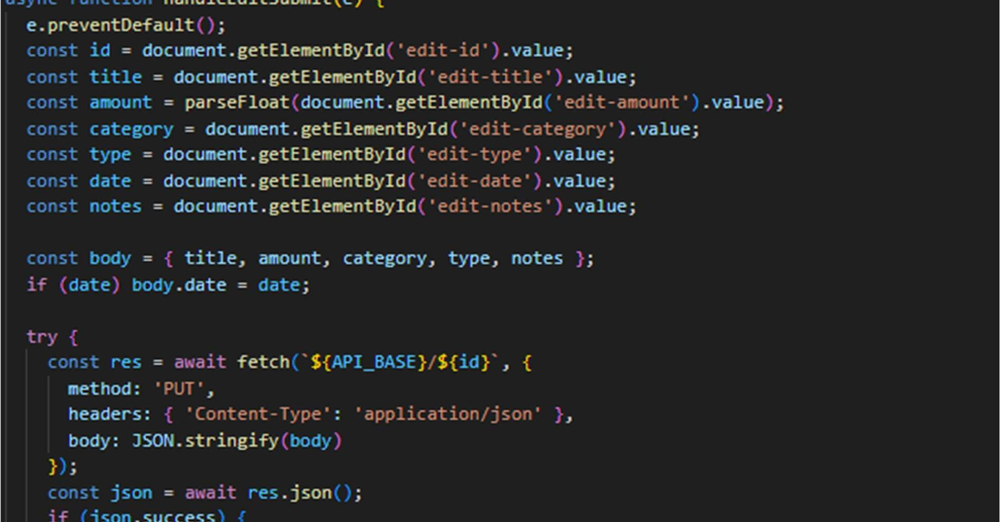 async function handleEditSubmit(e) {
e.preventDefault();
const id = document.getElementById('edit-id').value;
const title = document.getElementById('edit-title').value;
const amount = parseFloat(document.getElementById('edit-amount').value);
const category = document.getElementById('edit-category').value;
const type = document.getElementById('edit-type').value;
const date = document.getElementById('edit-date').value;
const notes = document.getElementById('edit-notes').value;
const body = { title, amount, category, type, notes };
if (date) body.date = date;
try {
const res = await fetch(`${API_BASE}/${id}`, {
method: 'PUT',
headers: { 'Content-Type': 'application/json' },
body: JSON.stringify(body)
});
const json = await res.json();
if (json.success) {